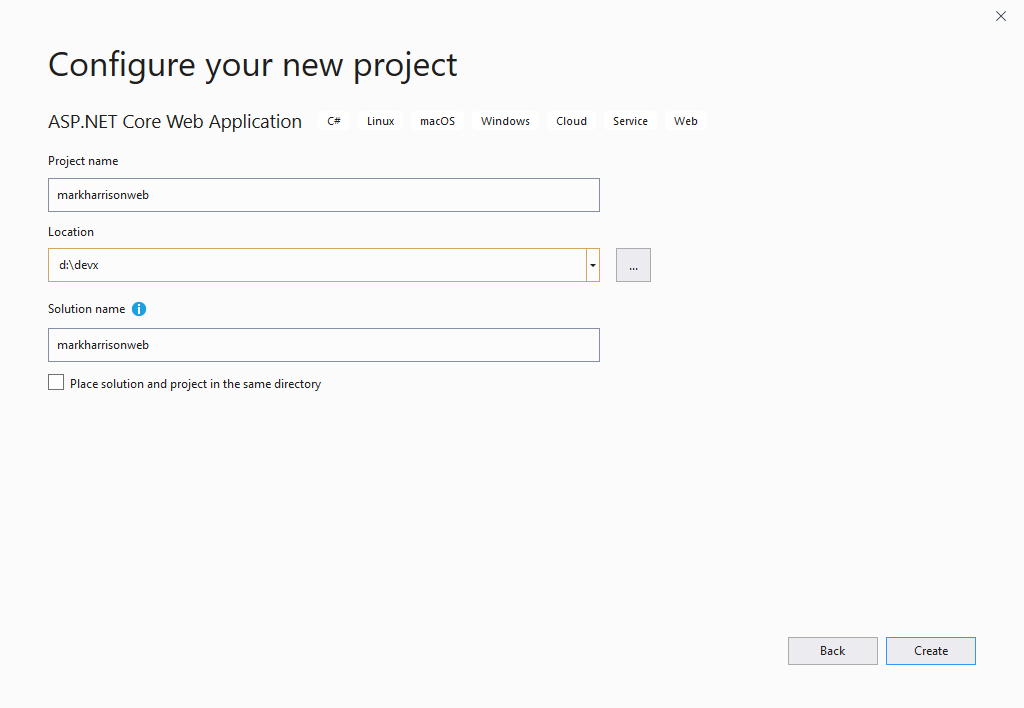 Configure your new project
ASP.NET Core Web Application C# Linux macOS Windows Cloud Service Web
Project name
markharrisonweb
Location
d:\devx
...
Solution name
markharrisonweb
Place solution and project in the same directory
Back Create